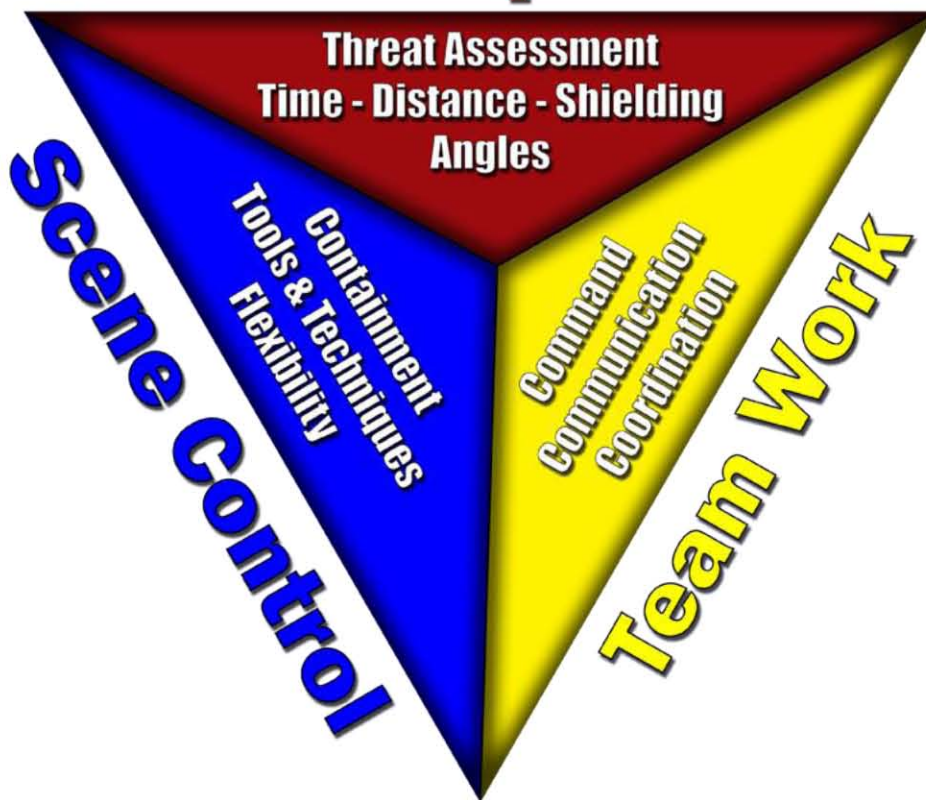 Threat Assessment
Time - Distance - Shielding
Angles
Scene Control
Containment
Tools & Techniques
Flexibility
Command
Communication
Coordination
Team Work